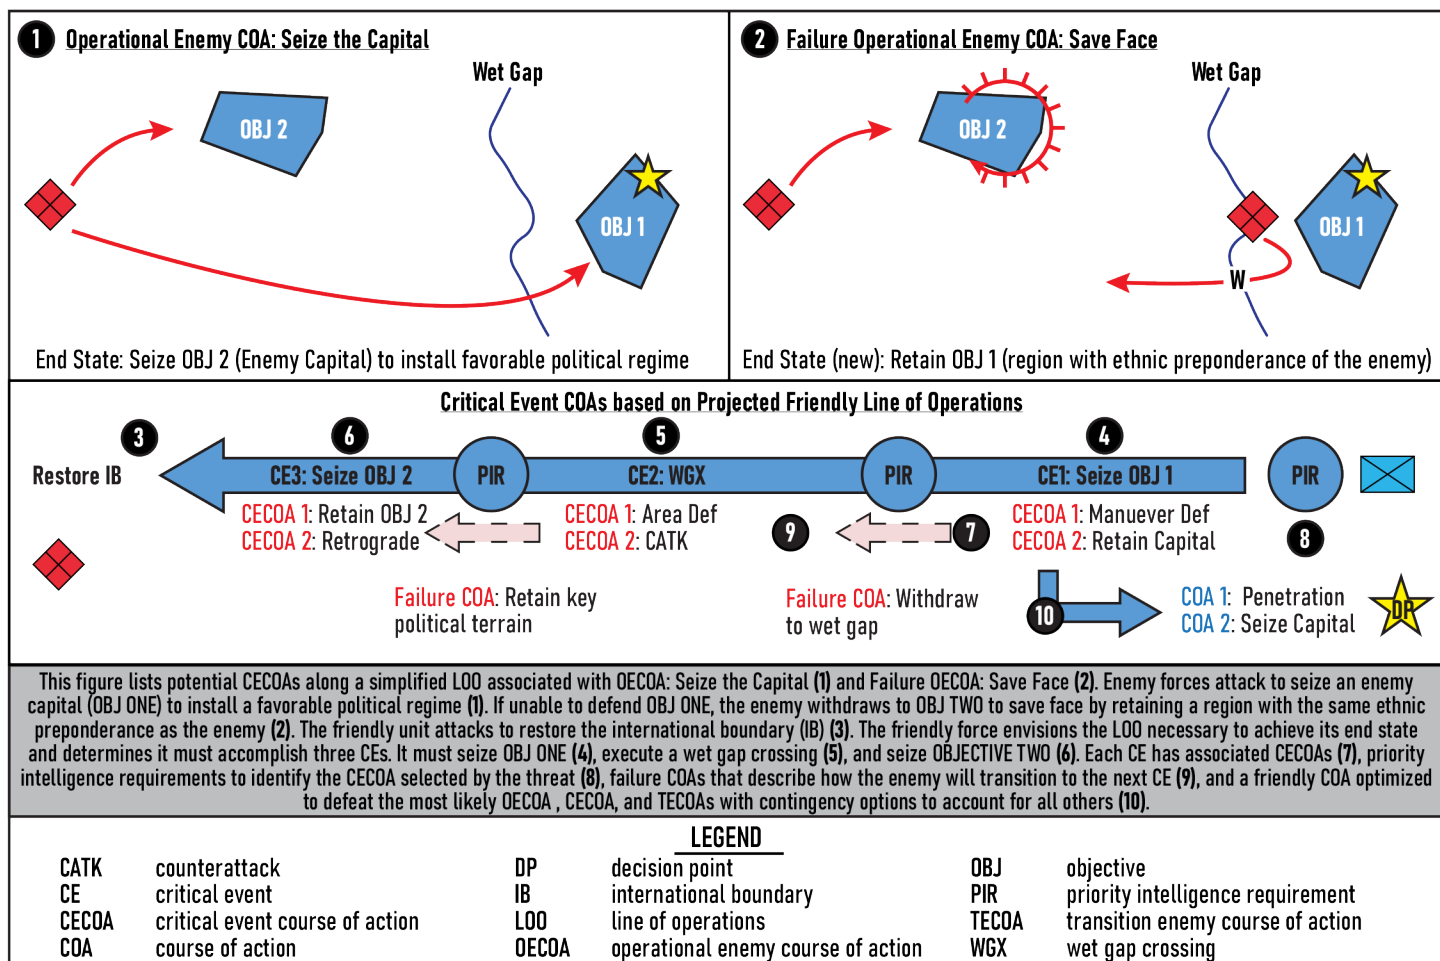 1 Operational Enemy COA: Seize the Capital
Wet Gap
OBJ 2
OBJ 1
End State: Seize OBJ 2 (Enemy Capital) to install favorable political regime
2 Failure Operational Enemy COA: Save Face
Wet Gap
OBJ 2
OBJ 1
W
End State (new): Retain OBJ 1 (region with ethnic preponderance of the enemy)
Critical Event COAs based on Projected Friendly Line of Operations
3
6
5
4
Restore IB
CE3: Seize OBJ 2
PIR
CE2: WGX
PIR
CE1: Seize OBJ 1
PIR
CECOA 1: Retain OBJ 2
CECOA 2: Retrograde
CECOA 1: Area Def
CECOA 2: CATK
9
7
CECOA 1: Manuever Def
CECOA 2: Retain Capital
8
Failure COA: Retain key
political terrain
Failure COA: Withdraw
to wet gap
10
COA 1: Penetration
COA 2: Seize Capital
DP
This figure lists potential CECOAs along a simplified LOO associated with OECOA: Seize the Capital (1) and Failure OECOA: Save Face (2). Enemy forces attack to seize an enemy
capital (OBJ ONE) to install a favorable political regime (1). If unable to defend OBJ ONE, the enemy withdraws to OBJ TWO to save face by retaining a region with the same ethnic
preponderance as the enemy (2). The friendly unit attacks to restore the international boundary (IB) (3). The friendly force envisions the LOO necessary to achieve its end state
and determines it must accomplish three CEs. It must seize OBJ ONE (4), execute a wet gap crossing (5), and seize OBJECTIVE TWO (6). Each CE has associated CECOAs (7), priority
intelligence requirements to identify the CECOA selected by the threat (8), failure COAs that describe how the enemy will transition to the next CE (9), and a friendly COA optimized
to defeat the most likely OECOA , CECOA, and TECOAs with contingency options to account for all others (10).
LEGEND
CATK counterattack
CE critical event
CECOA critical event course of action
COA course of action
DP decision point
IB international boundary
LOO line of operations
OECOA operational enemy course of action
OBJ objective
PIR priority intelligence requirement
TECOA transition enemy course of action
WGX wet gap crossing